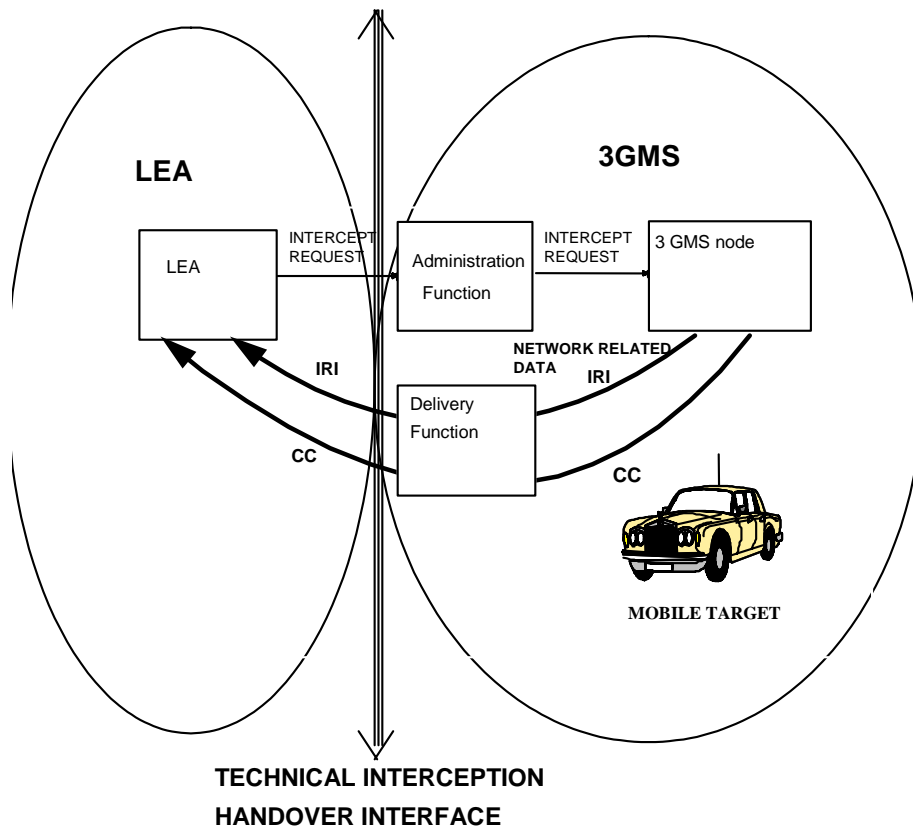 LEA
3GMS
LEA
INTERCEPT
REQUEST
Administration
Function
INTERCEPT
REQUEST
3 GMS node
NETWORK RELATED
DATA
IRI
IRI
Delivery
Function
CC
CC
MOBILE TARGET
TECHNICAL INTERCEPTION
HANDOVER INTERFACE